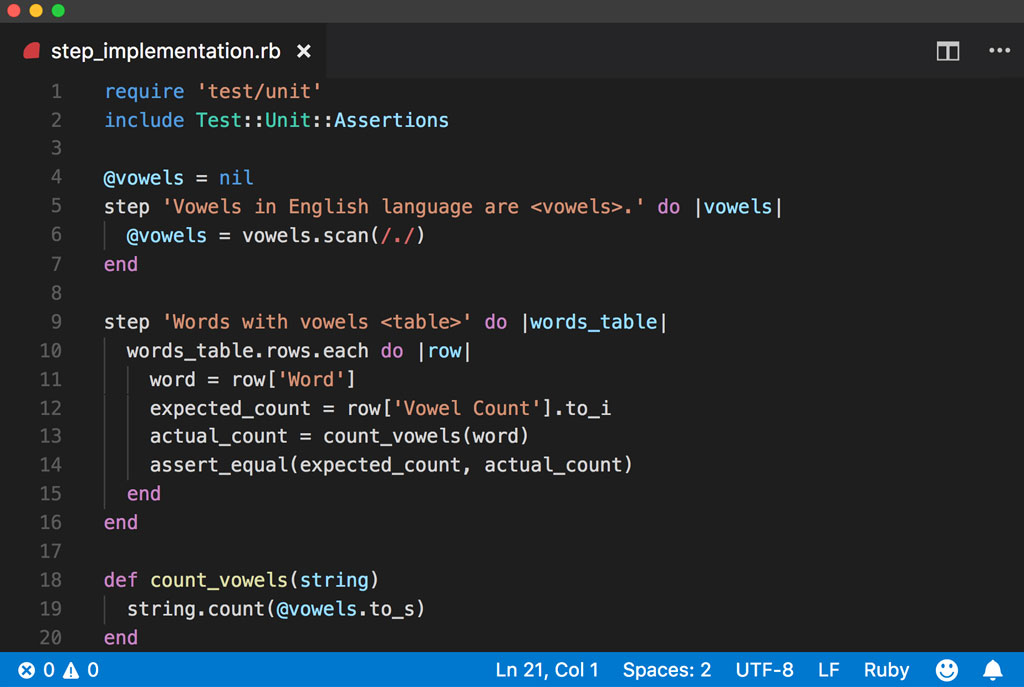 step_implementation.rb
1 require 'test/unit'
2 include Test::Unit::Assertions
3
4 @vowels = nil
5 step 'Vowels in English language are <vowels>.' do |vowels|
6   @vowels = vowels.scan(/./)
7 end
8
9 step 'Words with vowels <table>' do |words_table|
10   words_table.rows.each do |row|
11     word = row['Word']
12     expected_count = row['Vowel Count'].to_i
13     actual_count = count_vowels(word)
14     assert_equal(expected_count, actual_count)
15   end
16 end
17
18 def count_vowels(string)
19   string.count(@vowels.to_s)
20 end
0 0 Ln 21, Col 1 Spaces: 2 UTF-8 LF Ruby